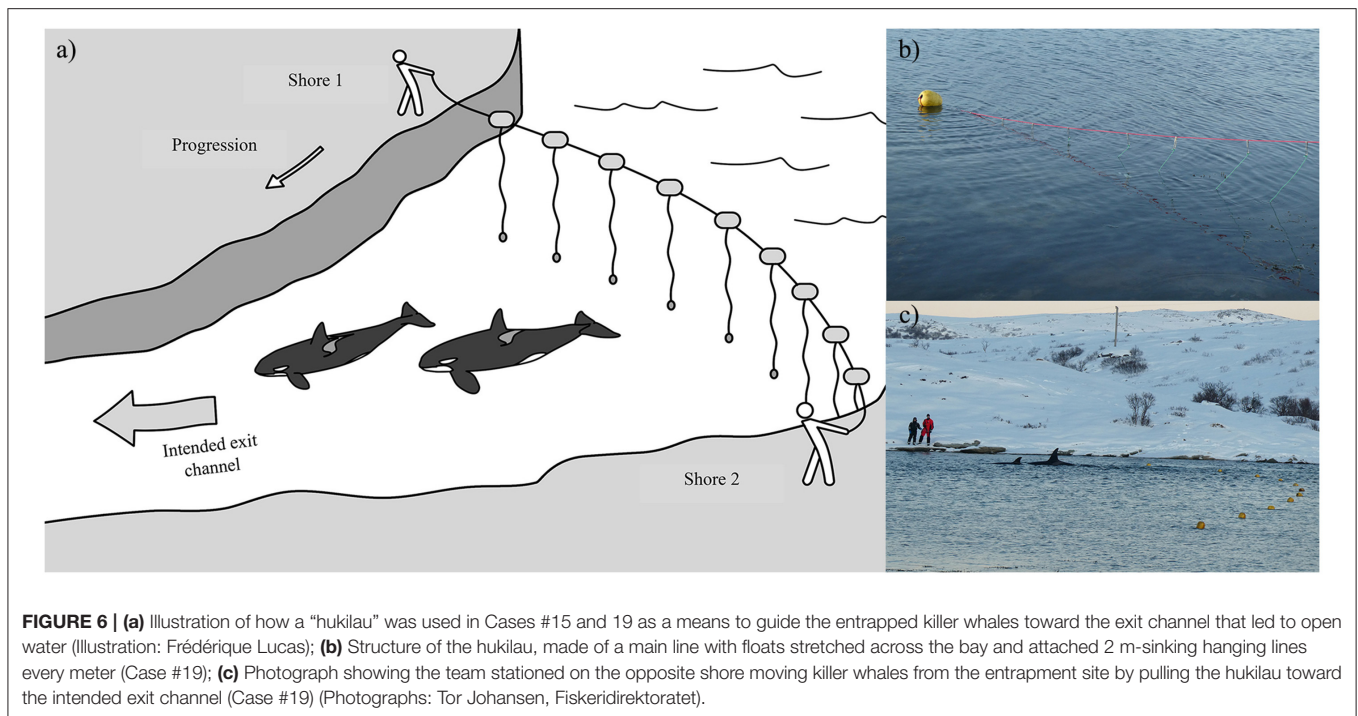 a)
Shore 1
Progression
Intended exit
channel
Shore 2
b)
c)
FIGURE 6 | (a) Illustration of how a “hukilau” was used in Cases #15 and 19 as a means to guide the entrapped killer whales toward the exit channel that led to open
water (Illustration: Frédérique Lucas); (b) Structure of the hukilau, made of a main line with floats stretched across the bay and attached 2 m-sinking hanging lines
every meter (Case #19); (c) Photograph showing the team stationed on the opposite shore moving killer whales from the entrapment site by pulling the hukilau toward
the intended exit channel (Case #19) (Photographs: Tor Johansen, Fiskeridirektoratet).